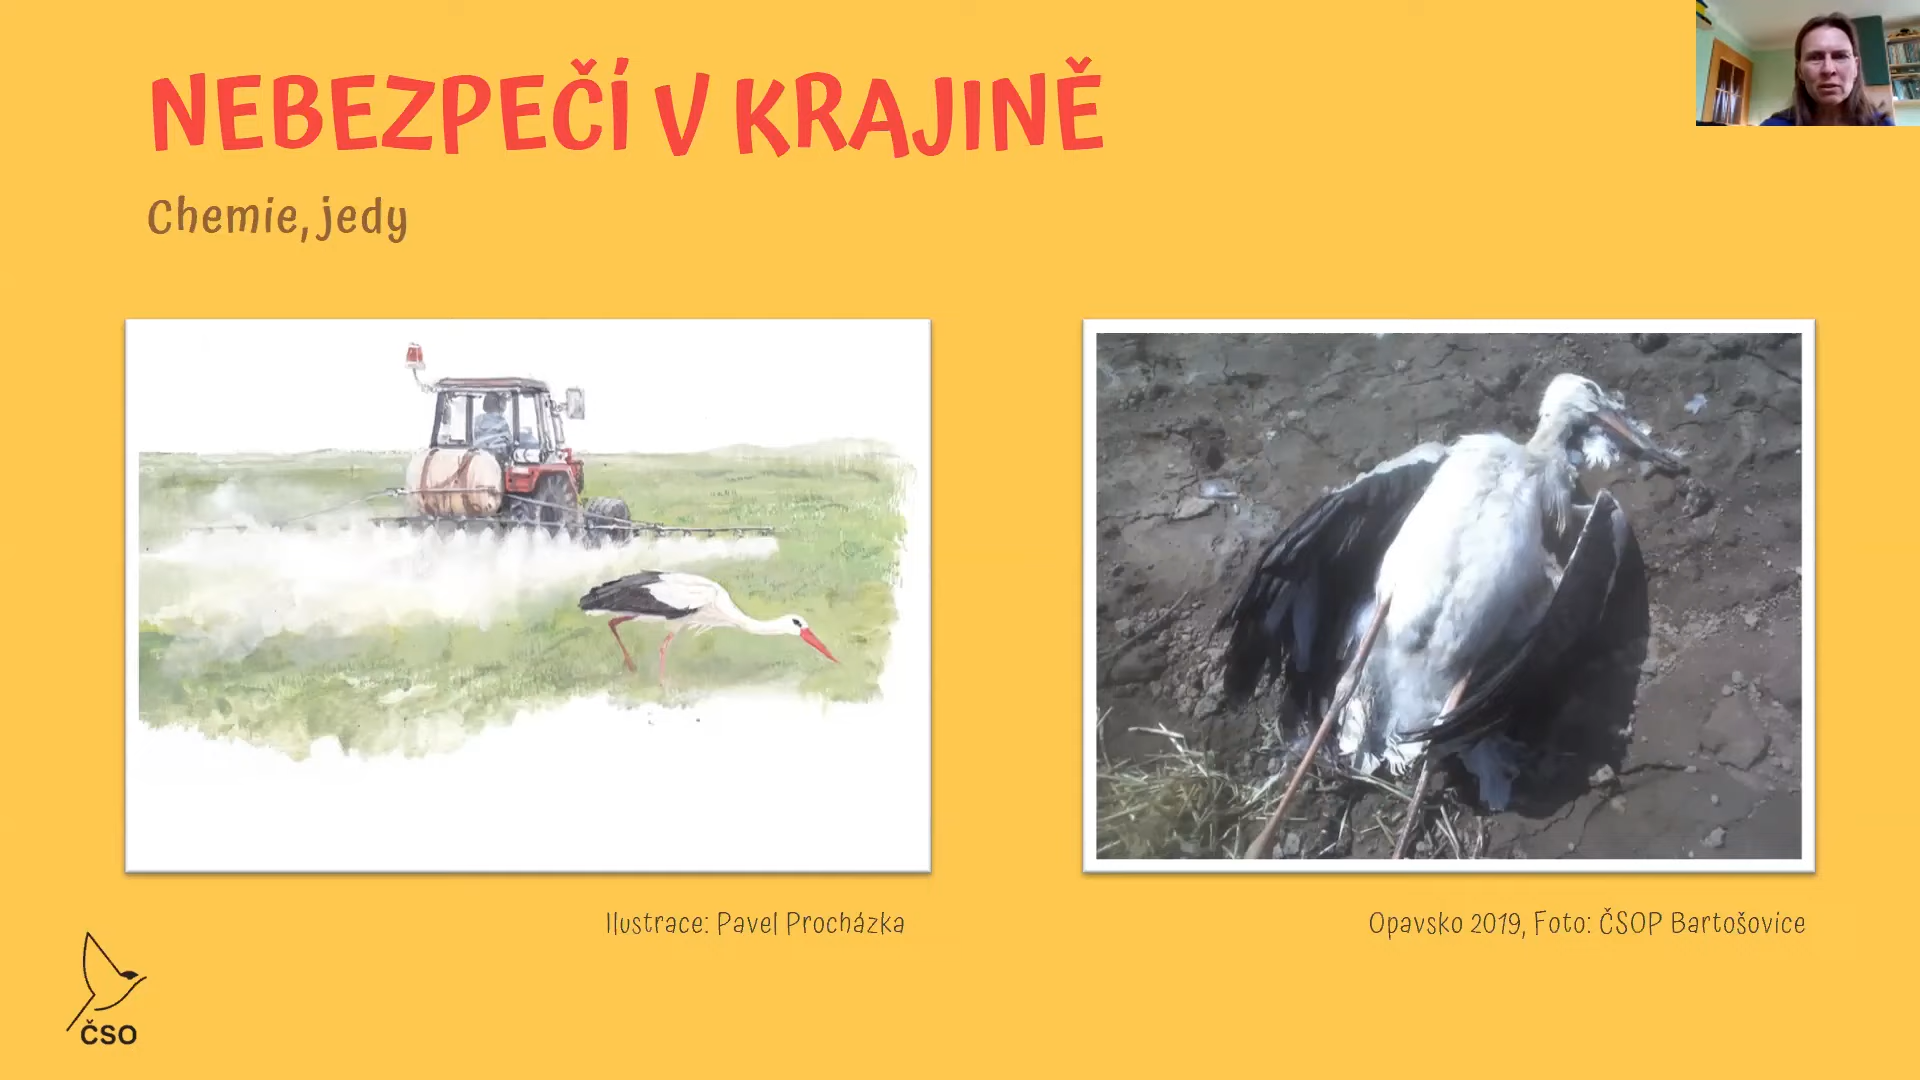 NEBEZPEČÍ V KRAJINĚ
Chemie, jedy
Ilustrace: Pavel Procházka
Opavsko 2019, Foto: ČSOP Bartošovice
ČSO